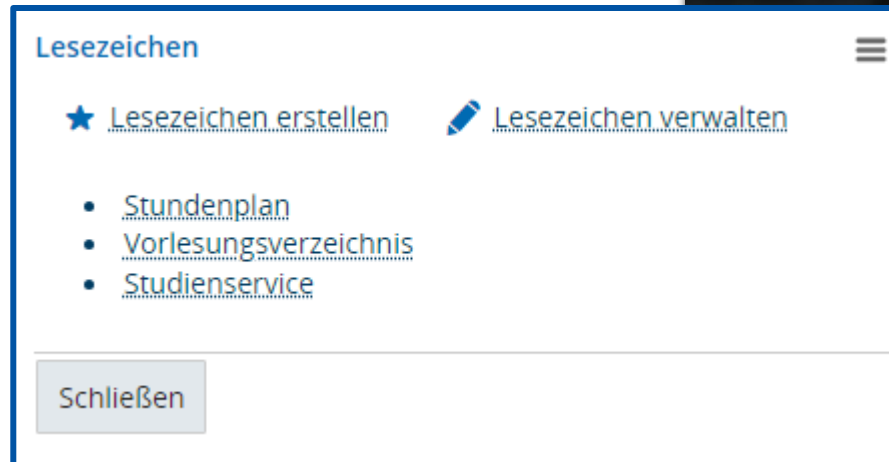 Lesezeichen
Lesezeichen erstellen Lesezeichen verwalten
Stundenplan
Vorlesungsverzeichnis
Studienservice
Schließen